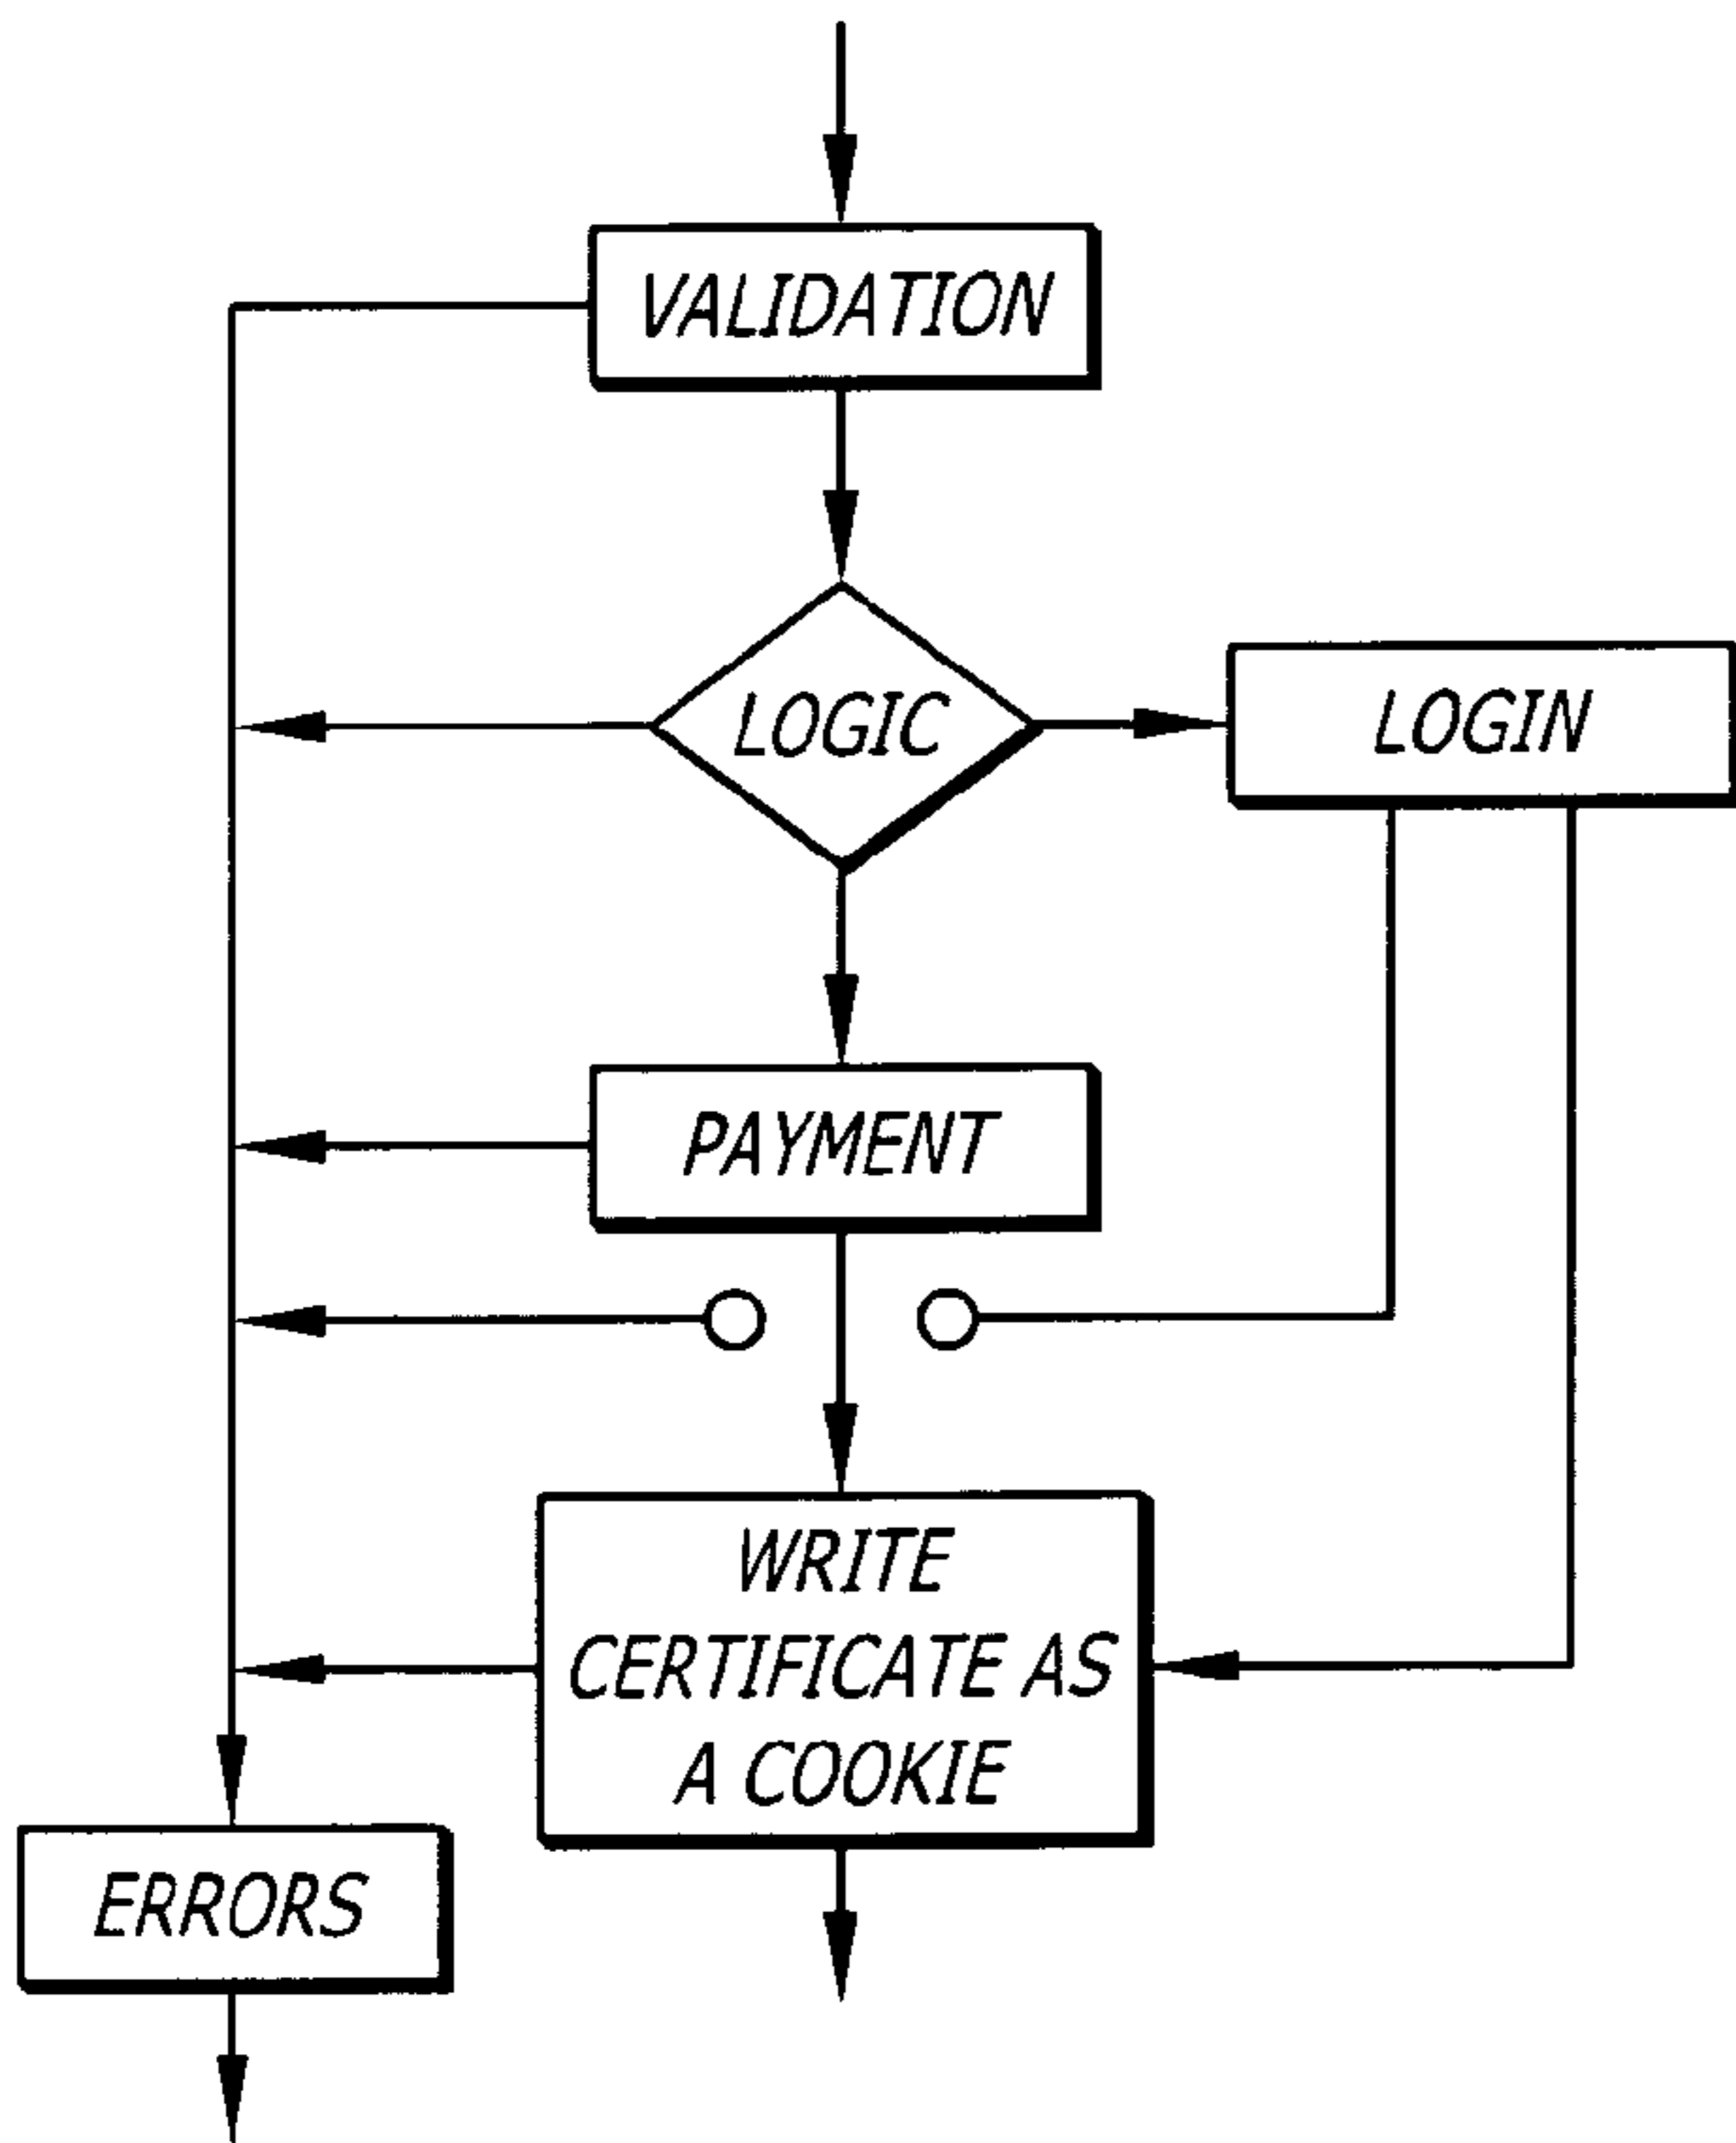 VALIDATION
LOGIC
LOGIN
PAYMENT
WRITE
CERTIFICATE AS
A COOKIE
ERRORS